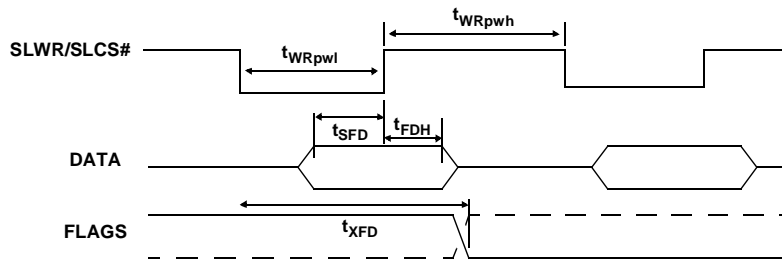 tWRpwh
SLWR/SLCS#
tWRpwl
tSFD
tFDH
DATA
tXFD
FLAGS